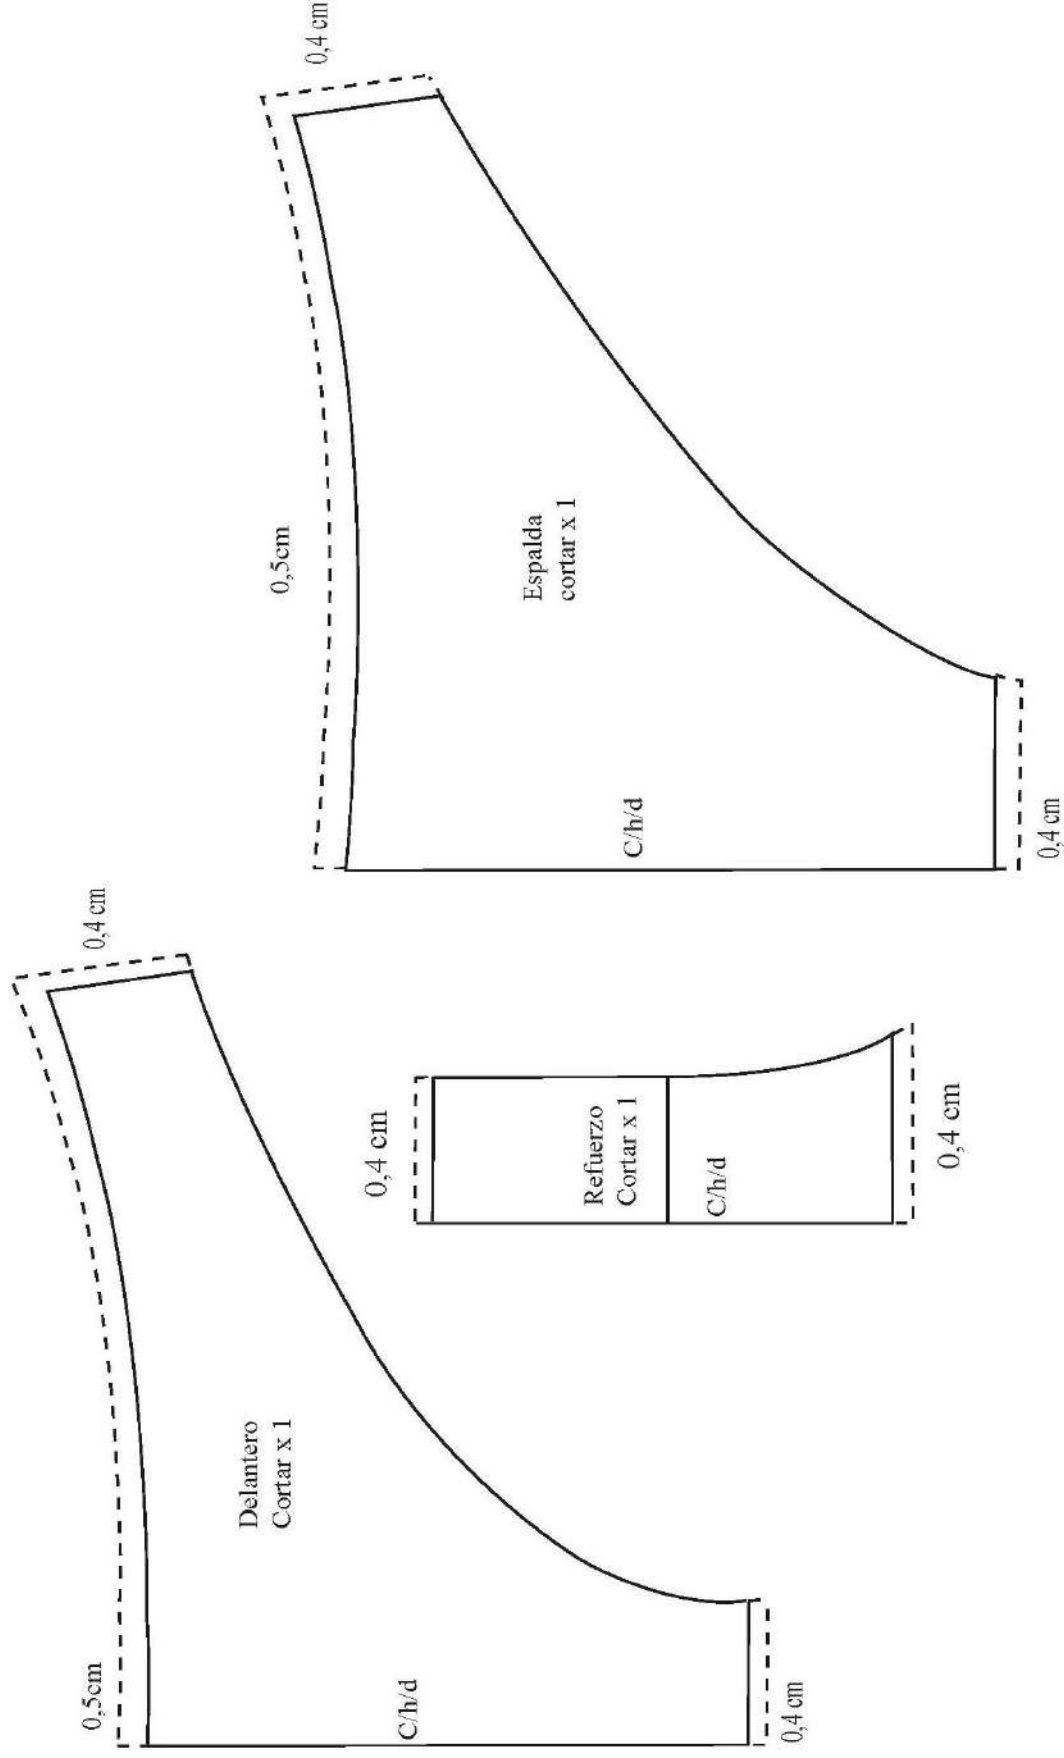 0,4 cm
0,5cm
Espalda
cortar x 1
C/h/d
0,4 cm
0,4 cm
0,5cm
Delantero
Cortar x 1
C/h/d
0,4 cm
0,4 cm
Refuerzo
Cortar x 1
C/h/d
0,4 cm